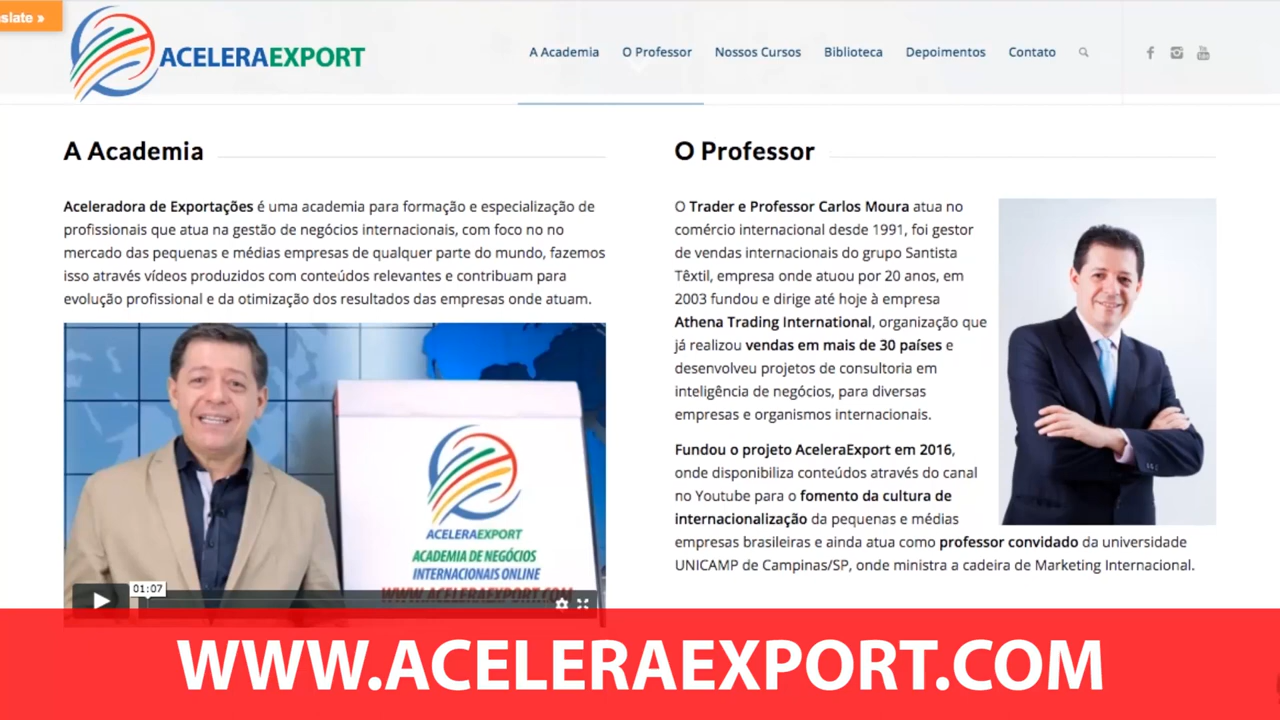 slate »
ACELERAEXPORT
A Academia
O Professor
Nossos Cursos
Biblioteca
Depoimentos
Contato
A Academia
Aceleradora de Exportações é uma academia para formação e especialização de
profissionais que atua na gestão de negócios internacionais, com foco no no
mercado das pequenas e médias empresas de qualquer parte do mundo, fazemos
isso através vídeos produzidos com conteúdos relevantes e contribuam para
evolução profissional e da otimização dos resultados das empresas onde atuam.
ACELERAEXPORT
ACADEMIA DE NEGÓCIOS
INTERNACIONAIS ONLINE
WWW.ACELERAEXPORT.COM
01:07
O Professor
O Trader e Professor Carlos Moura atua no
comércio internacional desde 1991, foi gestor
de vendas internacionais do grupo Santista
Têxtil, empresa onde atuou por 20 anos, em
2003 fundou e dirige até hoje à empresa
Athena Trading International, organização que
já realizou vendas em mais de 30 países e
desenvolveu projetos de consultoria em
inteligência de negócios, para diversas
empresas e organismos internacionais.
Fundou o projeto AceleraExport em 2016,
onde disponibiliza conteúdos através do canal
no Youtube para o fomento da cultura de
internacionalização da pequenas e médias
empresas brasileiras e ainda atua como professor convidado da universidade
UNICAMP de Campinas/SP, onde ministra a cadeira de Marketing Internacional.
WWW.ACELERAEXPORT.COM